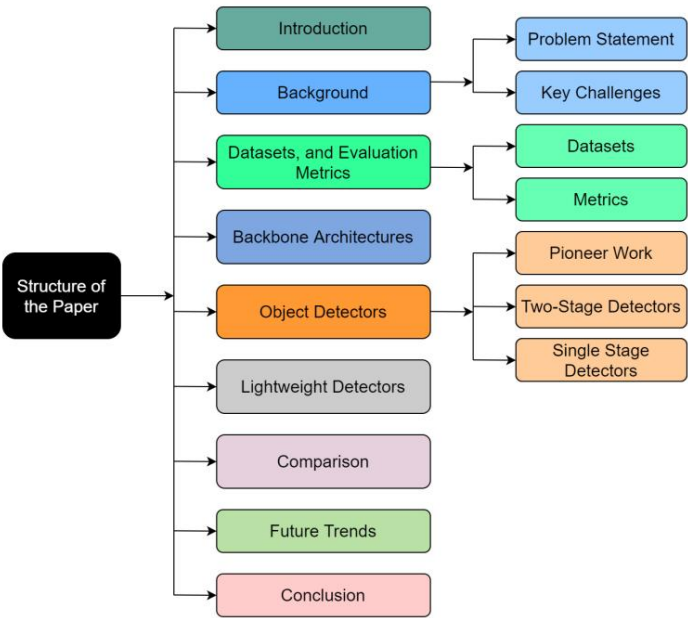 Structure of
the Paper
Introduction
Background
Problem Statement
Key Challenges
Datasets, and Evaluation
Metrics
Datasets
Metrics
Backbone Architectures
Object Detectors
Pioneer Work
Two-Stage Detectors
Single Stage
Detectors
Lightweight Detectors
Comparison
Future Trends
Conclusion